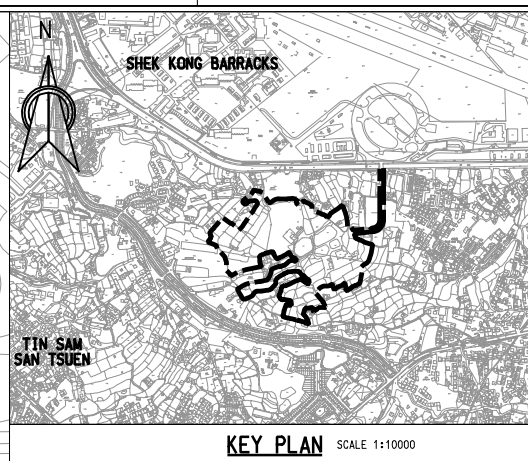 N
SHEK KONG BARRACKS
TIN SAM
SAN TSUEN
KEY PLAN SCALE 1:10000